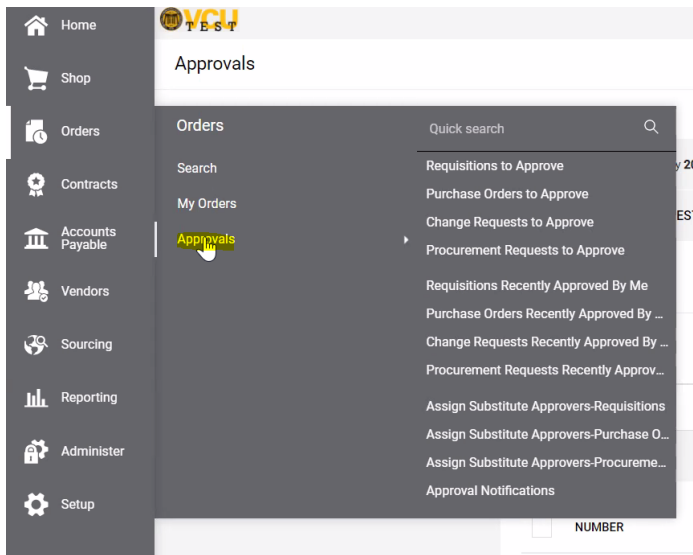 Home
VCU
TEST
Shop
Approvals
Orders
Contracts
Accounts
Payable
Vendors
Sourcing
Reporting
Administer
Setup
Orders
Search
My Orders
Approvals
Quick search
Requisitions to Approve
Purchase Orders to Approve
Change Requests to Approve
Procurement Requests to Approve
Requisitions Recently Approved By Me
Purchase Orders Recently Approved By ...
Change Requests Recently Approved By ...
Procurement Requests Recently Approv...
Assign Substitute Approvers-Requisitions
Assign Substitute Approvers-Purchase O...
Assign Substitute Approvers-Procureme...
Approval Notifications
NUMBER